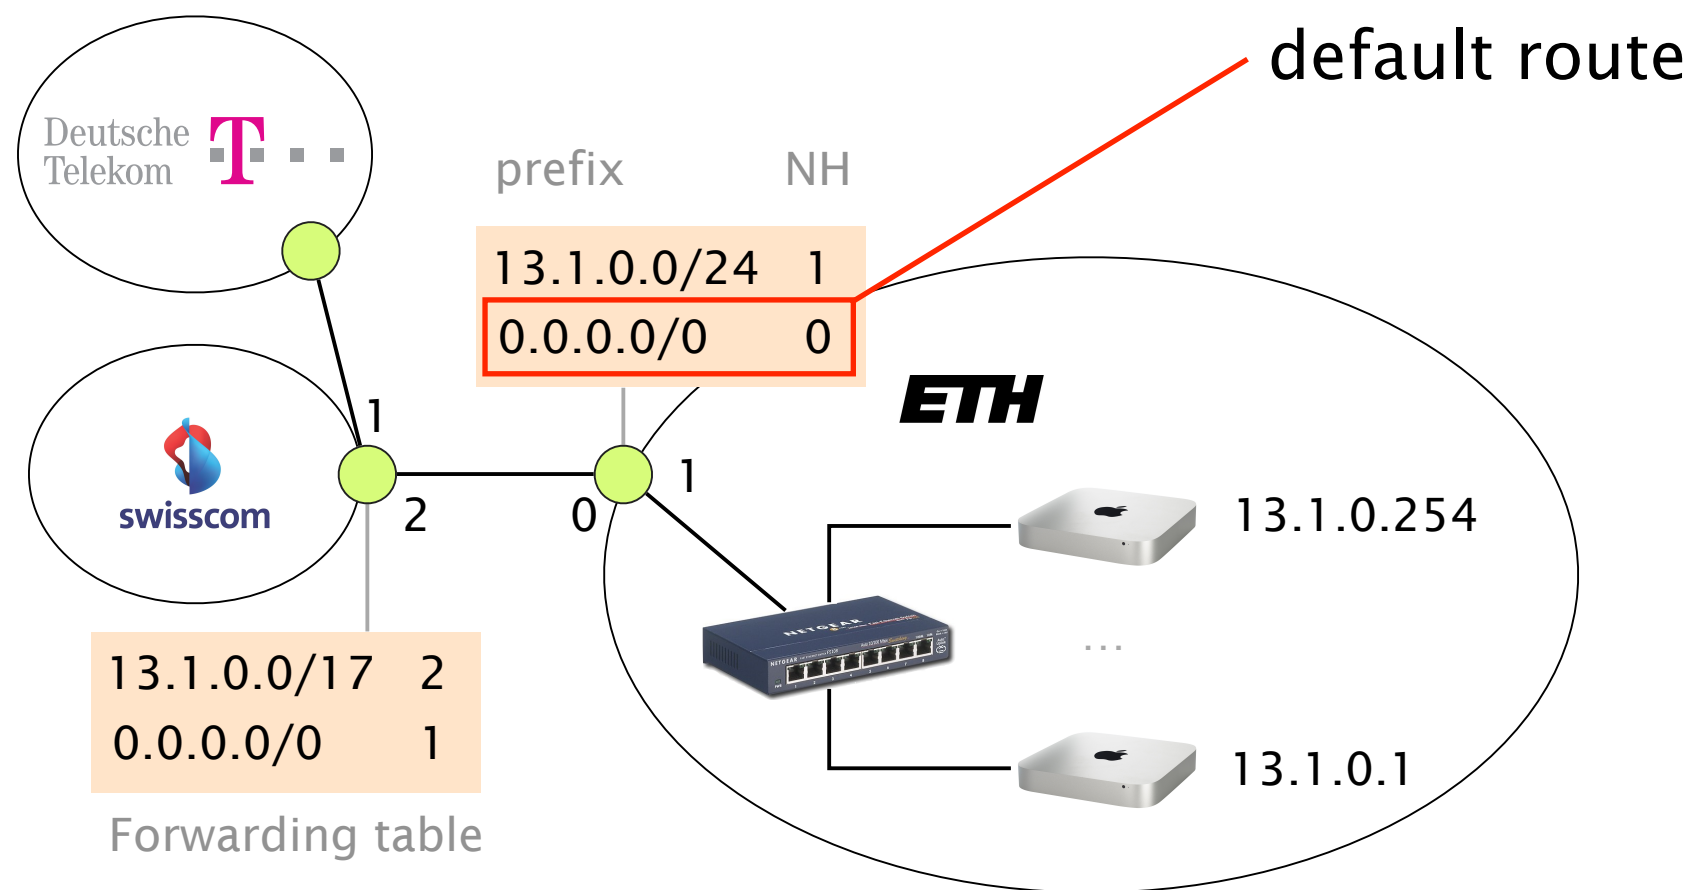 default route
Deutsche
Telekom
T
prefix NH
13.1.0.0/24 1
0.0.0.0/0 0
ETH
1
swisscom
2
0
1
13.1.0.254
NETGEAR
NETGEAR
...
13.1.0.0/17 2
0.0.0.0/0 1
13.1.0.1
Forwarding table